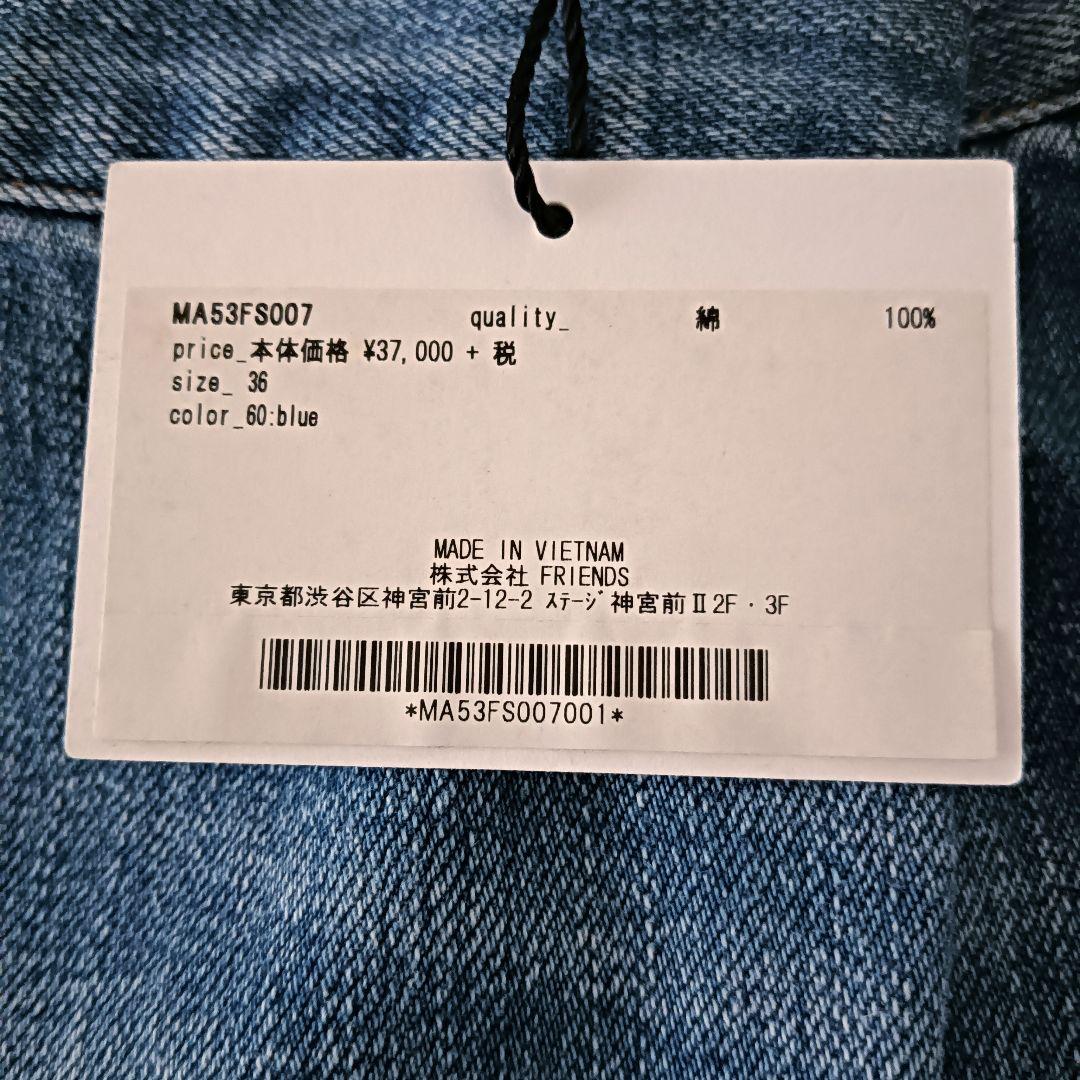 MA53FS007 quality_ 綿 100%
price_本体価格 ¥37,000 + 税
size_ 36
color_60:blue
MADE IN VIETNAM
株式会社 FRIENDS
東京都渋谷区神宮前2-12-2 ｽﾃｰｼﾞ神宮前Ⅱ2F・3F
*MA53FS007001*